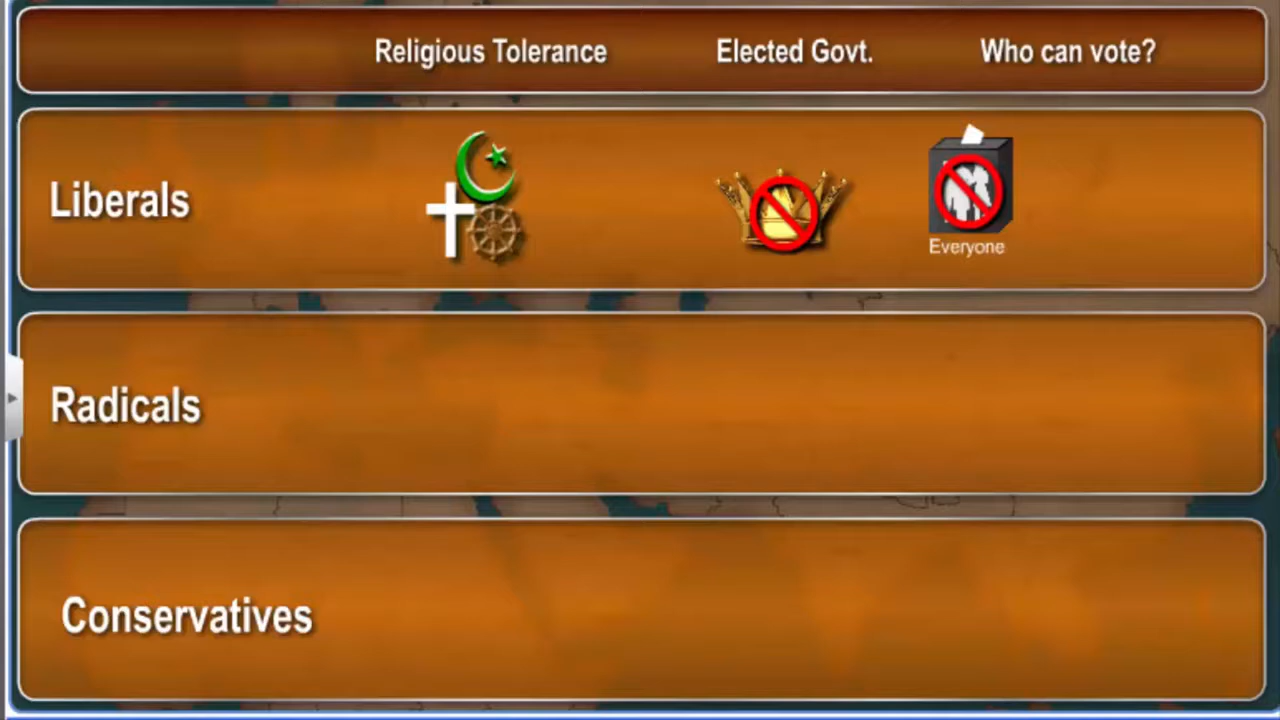 Religious Tolerance Elected Govt. Who can vote?
Liberals
Everyone
Radicals
Conservatives